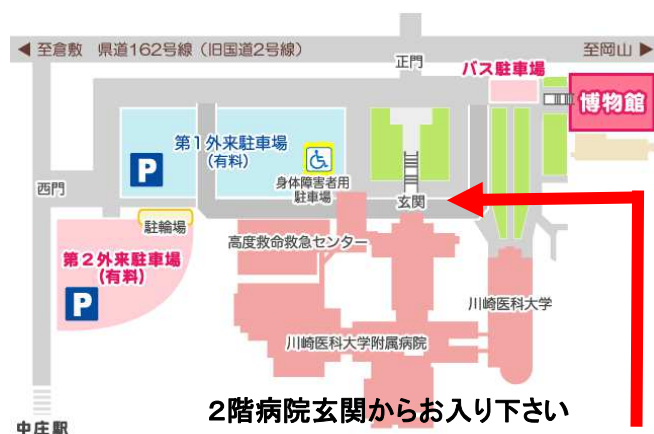 ◀ 至倉敷 県道162号線（旧国道2号線）
至岡山 ▶
正門
バス駐車場
博物館
第１外来駐車場
(有料)
P
身体障害者用
駐車場
玄関
西門
駐輪場
高度救命救急センター
第２外来駐車場
(有料)
P
川崎医科大学
川崎医科大学附属病院
２階病院玄関からお入り下さい
中庄駅